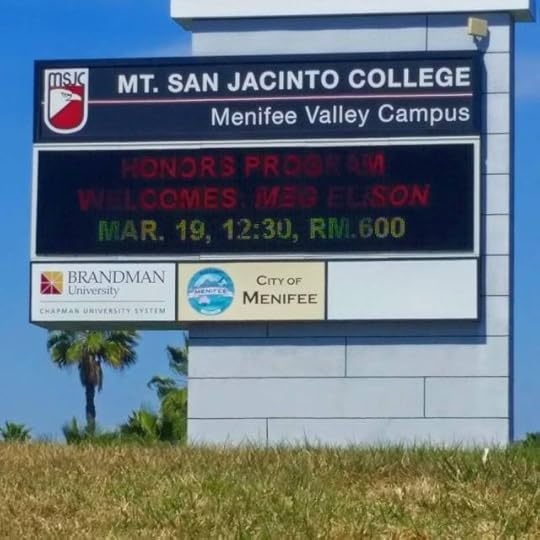 MSJC
MT. SAN JACINTO COLLEGE
Menifee Valley Campus
HONORS PROGRAM
WELCOMES: MEG ELISON
MAR. 19, 12:30, RM.600
BRANDMAN
University
CHAPMAN UNIVERSITY SYSTEM
MENIFEE
CITY OF
MENIFEE